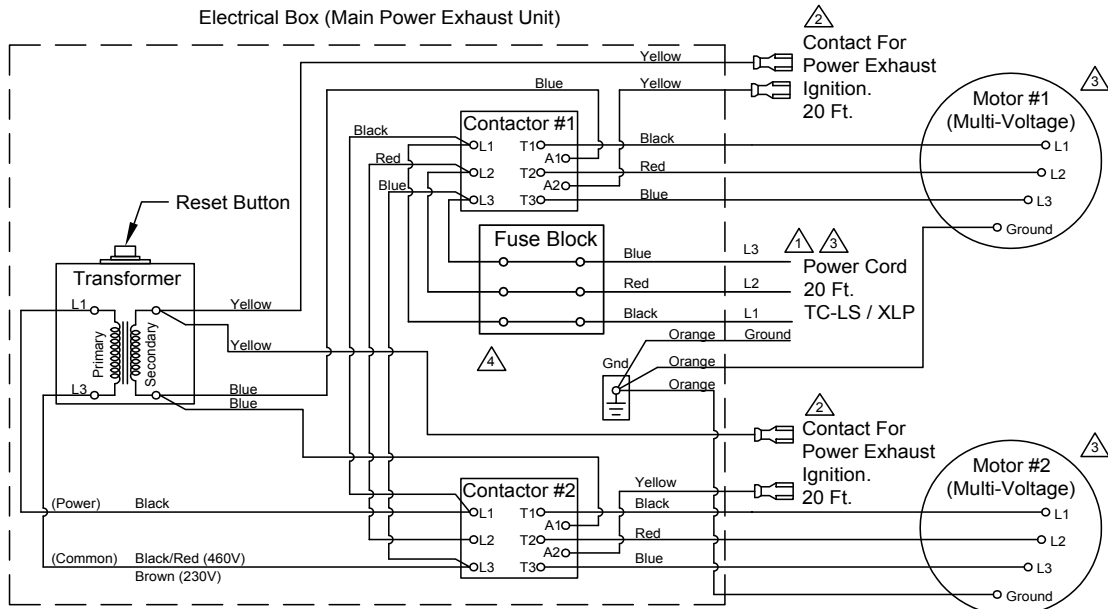 Electrical Box (Main Power Exhaust Unit)
2
Contact For
Power Exhaust
Ignition.
20 Ft.
Yellow
Yellow
Blue
Contactor #1
Black
L1
T1
Black
A1
Red
L2
T2
Red
A2
Blue
L3
T3
Blue
3
Motor #1
(Multi-Voltage)
L1
L2
L3
Ground
Reset Button
Transformer
L1
Primary
Secondary
L3
Yellow
Yellow
Blue
Blue
Fuse Block
Blue
L3
Red
L2
Black
L1
4
1
3
Power Cord
20 Ft.
TC-LS / XLP
Orange
Ground
Orange
Orange
Gnd
2
Contact For
Power Exhaust
Ignition.
20 Ft.
(Power)
Black
(Common)
Black/Red (460V)
Brown (230V)
Contactor #2
L1
T1
Yellow
Black
A1
L2
T2
Red
A2
L3
T3
Blue
3
Motor #2
(Multi-Voltage)
L1
L2
L3
Ground